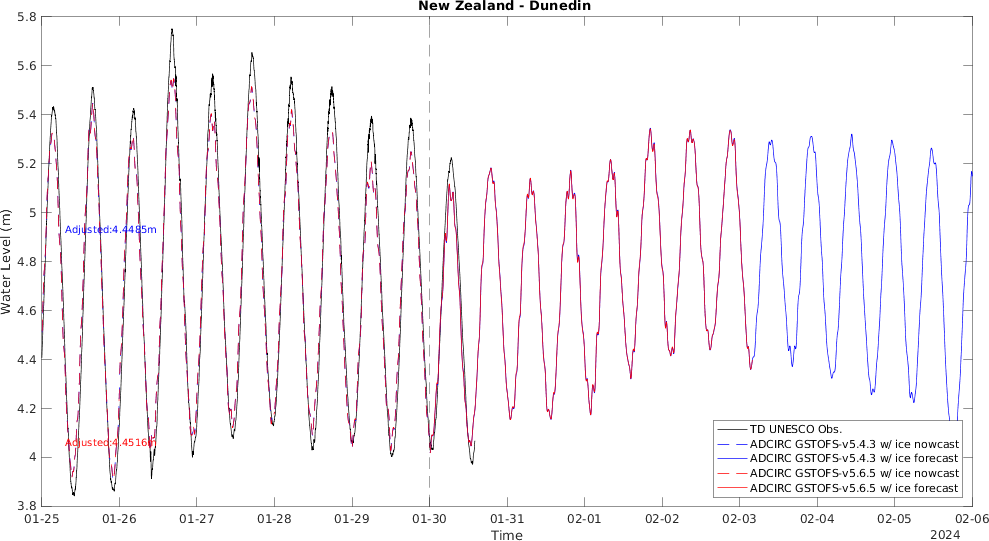 New Zealand - Dunedin
Water Level (m)
5.8
5.6
5.4
5.2
5
4.8
4.6
4.4
4.2
4
3.8
Adjusted:4.4485m
Adjusted:4.4516m
TD UNESCO Obs.
ADCIRC GSTOFS-v5.4.3 w/ ice nowcast
ADCIRC GSTOFS-v5.4.3 w/ ice forecast
ADCIRC GSTOFS-v5.6.5 w/ ice nowcast
ADCIRC GSTOFS-v5.6.5 w/ ice forecast
01-25 01-26 01-27 01-28 01-29 01-30 01-31 02-01 02-02 02-03 02-04 02-05 02-06
Time
2024